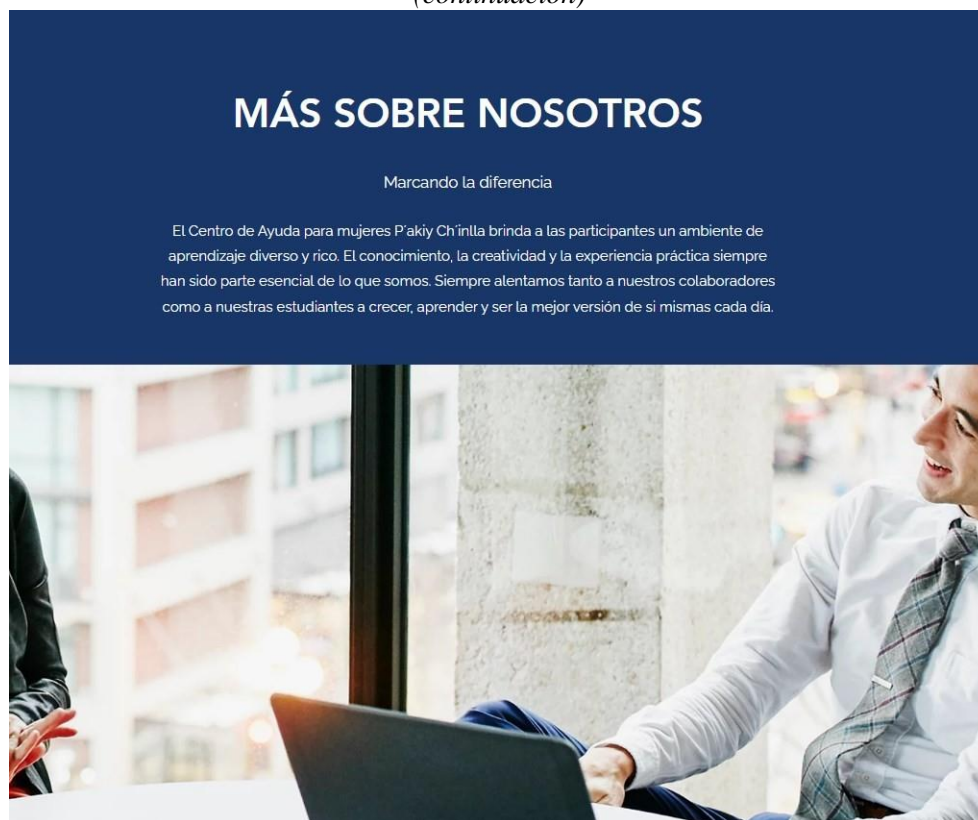 (continuación)
MÁS SOBRE NOSOTROS
Marcando la diferencia
El Centro de Ayuda para mujeres P´akiy Ch´inlla brinda a las participantes un ambiente de
aprendizaje diverso y rico. El conocimiento, la creatividad y la experiencia práctica siempre
han sido parte esencial de lo que somos. Siempre alentamos tanto a nuestros colaboradores
como a nuestras estudiantes a crecer, aprender y ser la mejor versión de si mismas cada día.